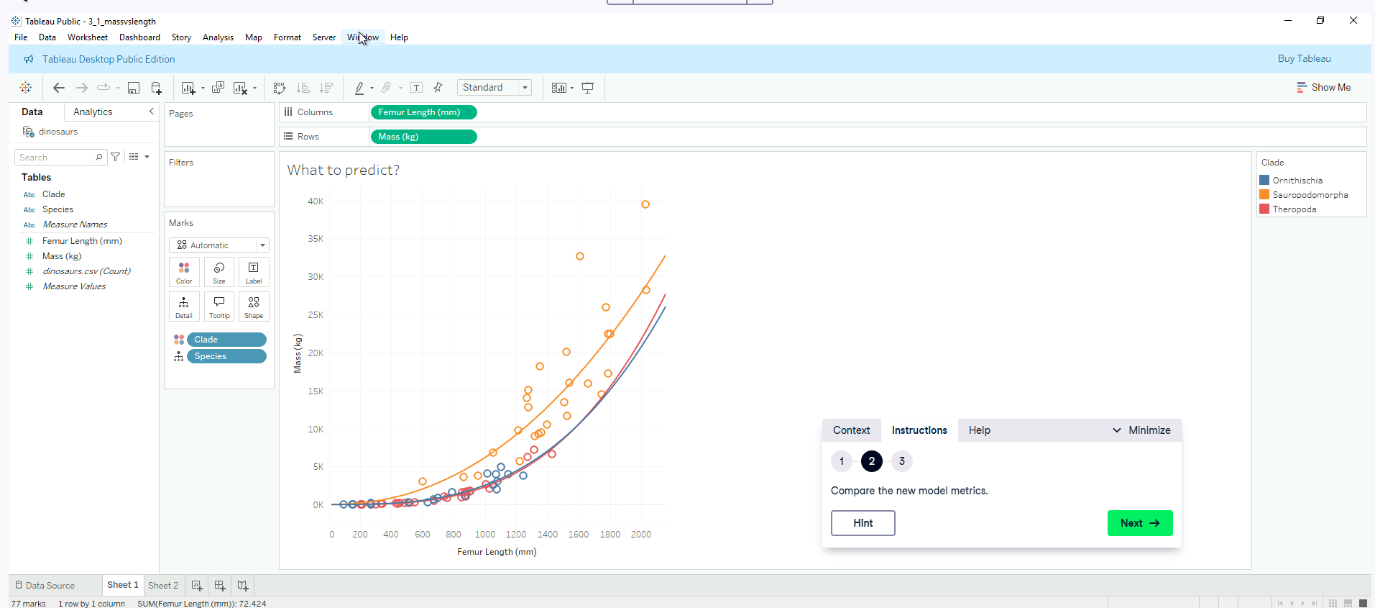 Tableau Public - 3_1_massvslength
File Data Worksheet Dashboard Story Analysis Map Format Server Window Help
Tableau Desktop Public Edition
Buy Tableau
Standard
Show Me
Data Analytics
dinosaurs
Search
Tables
Abc Clade
Abc Species
Abc Measure Names
# Femur Length (mm)
# Mass (kg)
# dinosaurs.csv (Count)
# Measure Values
Pages
Filters
Marks
Automatic
Color Size Label
Detail Tooltip Shape
Clade
Species
Columns Femur Length (mm)
Rows Mass (kg)
What to predict?
40K
35K
30K
25K
20K
15K
10K
5K
0K
Mass (kg)
0 200 400 600 800 1000 1200 1400 1600 1800 2000
Femur Length (mm)
Clade
Ornithischia
Sauropodomorpha
Theropoda
Context Instructions Help Minimize
1 2 3
Compare the new model metrics.
Hint Next →
Data Source Sheet 1 Sheet 2
77 marks 1 row by 1 column SUM(Femur Length (mm)): 72,424